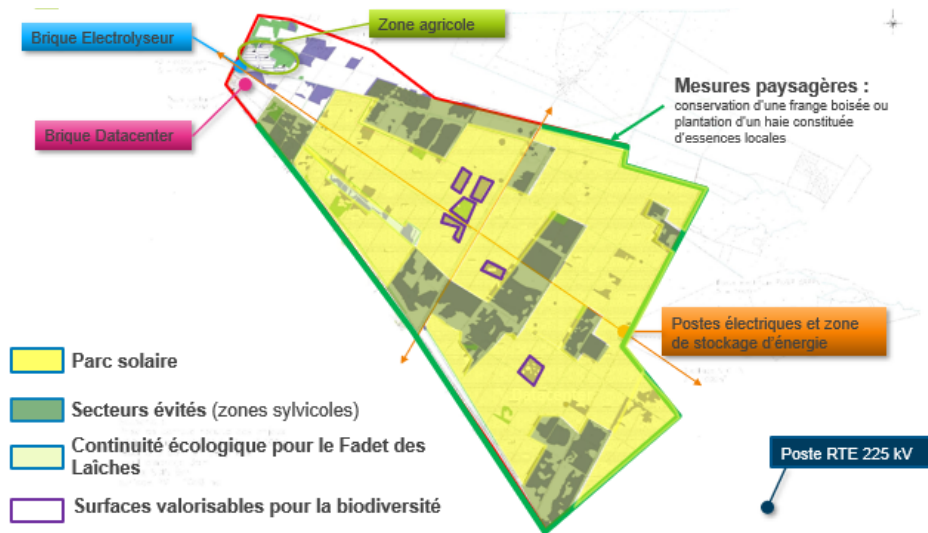 Zone agricole
Brique Electrolyseur
Brique Datacenter
Mesures paysagères :
conservation d'une frange boisée ou
plantation d'un haie constituée
d'essences locales
Postes électriques et zone
de stockage d'énergie
Parc solaire
Secteurs évités (zones sylvicoles)
Continuité écologique pour le Fadet des
Laîches
Surfaces valorisables pour la biodiversité
Poste RTE 225 kV